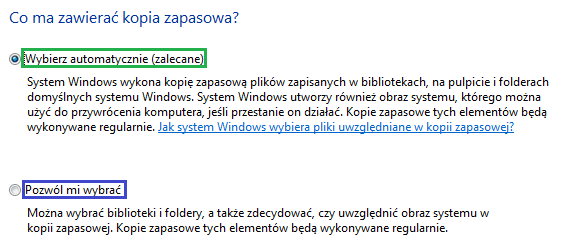 Co ma zawierać kopia zapasowa?
Wybierz automatycznie (zalecane)
System Windows wykona kopię zapasową plików zapisanych w bibliotekach, na pulpicie i folderach
domyślnych systemu Windows. System Windows utworzy również obraz systemu, którego można
użyć do przywrócenia komputera, jeśli przestanie on działać. Kopie zapasowe tych elementów będą
wykonywane regularnie. Jak system Windows wybiera pliki uwzględniane w kopii zapasowej?
Pozwól mi wybrać
Można wybrać biblioteki i foldery, a także zdecydować, czy uwzględnić obraz systemu w
kopii zapasowej. Kopie zapasowe tych elementów będą wykonywane regularnie.